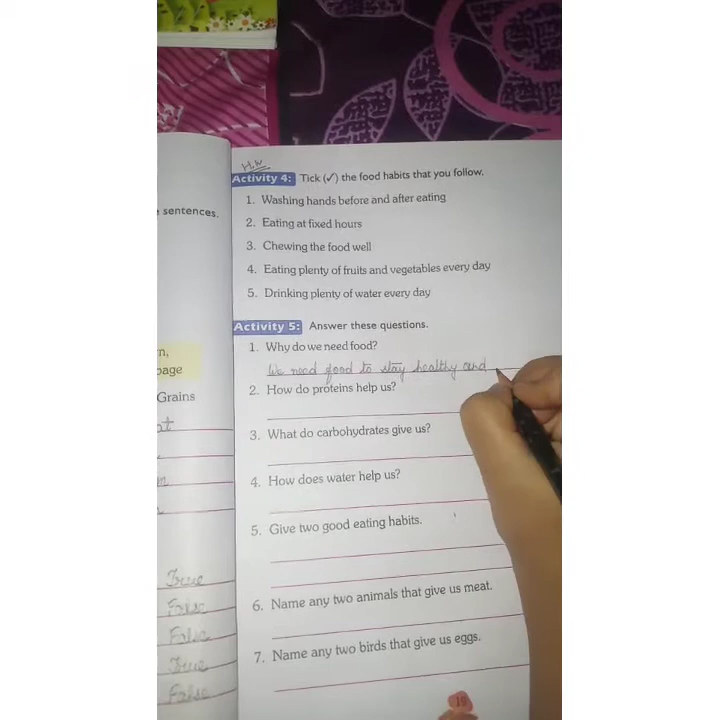 sentences.
n,
page
Grains
True
False
False
True
False
H.W
Activity 4: Tick (✓) the food habits that you follow.
1. Washing hands before and after eating
2. Eating at fixed hours
3. Chewing the food well
4. Eating plenty of fruits and vegetables every day
5. Drinking plenty of water every day
Activity 5: Answer these questions.
1. Why do we need food?
We need food to stay healthy and
2. How do proteins help us?
3. What do carbohydrates give us?
4. How does water help us?
5. Give two good eating habits.
6. Name any two animals that give us meat.
7. Name any two birds that give us eggs.
19